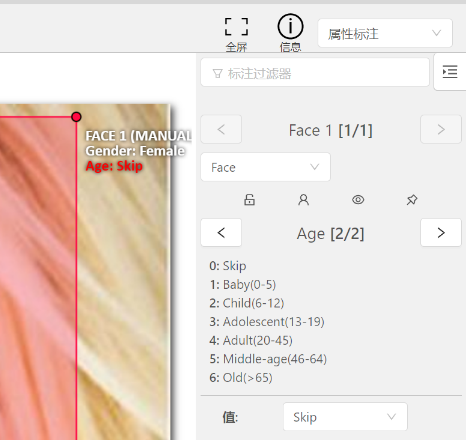 全屏
信息
属性标注
标注过滤器
Face 1 [1/1]
Face
FACE 1 (MANUAL
Gender: Female
Age: Skip
Age [2/2]
0: Skip
1: Baby(0-5)
2: Child(6-12)
3: Adolescent(13-19)
4: Adult(20-45)
5: Middle-age(46-64)
6: Old(>65)
值: Skip